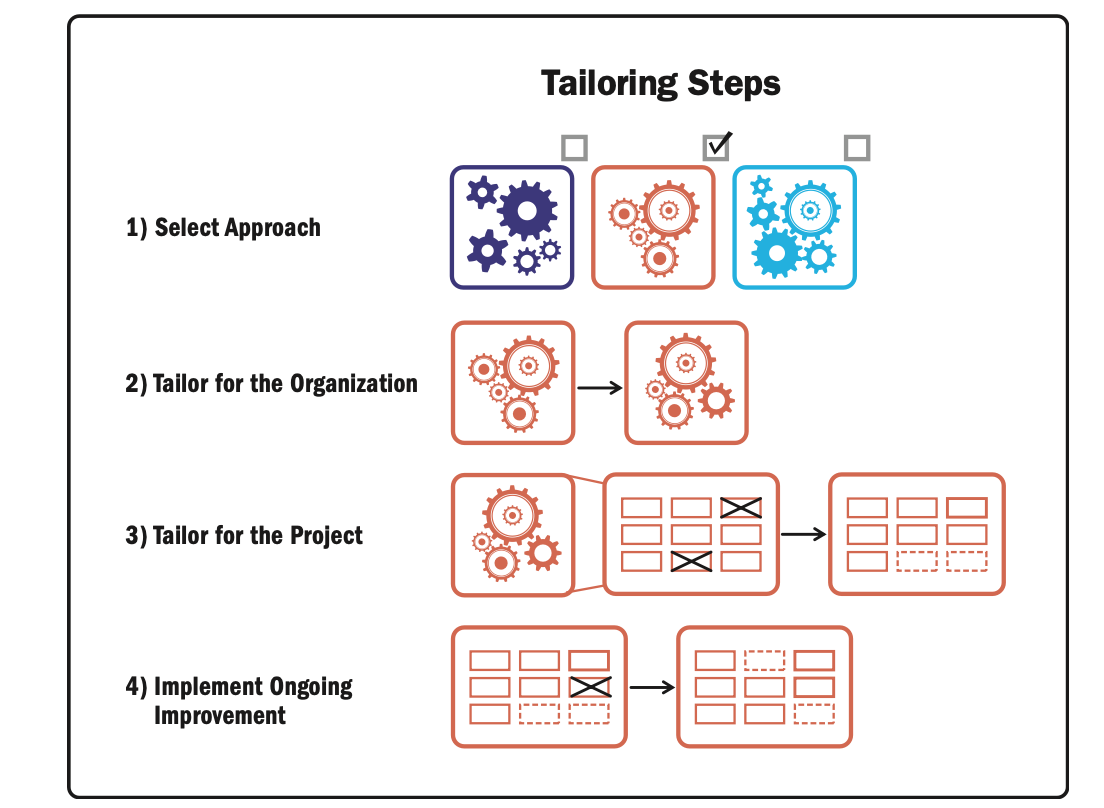 Tailoring Steps
1) Select Approach
2) Tailor for the Organization
3) Tailor for the Project
4) Implement Ongoing
Improvement